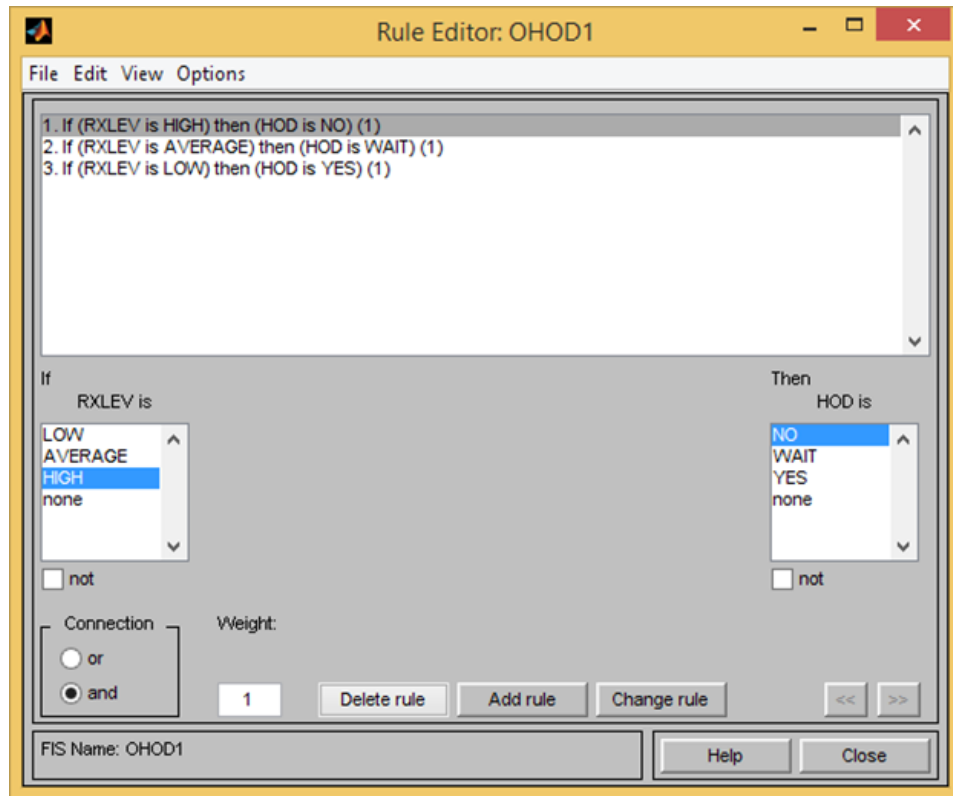 Rule Editor: OHOD1
File Edit View Options
1. If (RXLEV is HIGH) then (HOD is NO) (1)
2. If (RXLEV is AVERAGE) then (HOD is WAIT) (1)
3. If (RXLEV is LOW) then (HOD is YES) (1)
If
RXLEV is
LOW
AVERAGE
HIGH
none
not
Then
HOD is
NO
WAIT
YES
none
not
Connection
or
and
Weight:
1
Delete rule
Add rule
Change rule
<<
>>
FIS Name: OHOD1
Help
Close